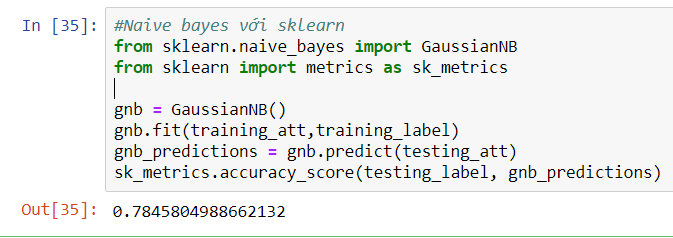 In [35]: #Naive bayes với sklearn
from sklearn.naive_bayes import GaussianNB
from sklearn import metrics as sk_metrics
gnb = GaussianNB()
gnb.fit(training_att,training_label)
gnb_predictions = gnb.predict(testing_att)
sk_metrics.accuracy_score(testing_label, gnb_predictions)
Out[35]: 0.7845804988662132